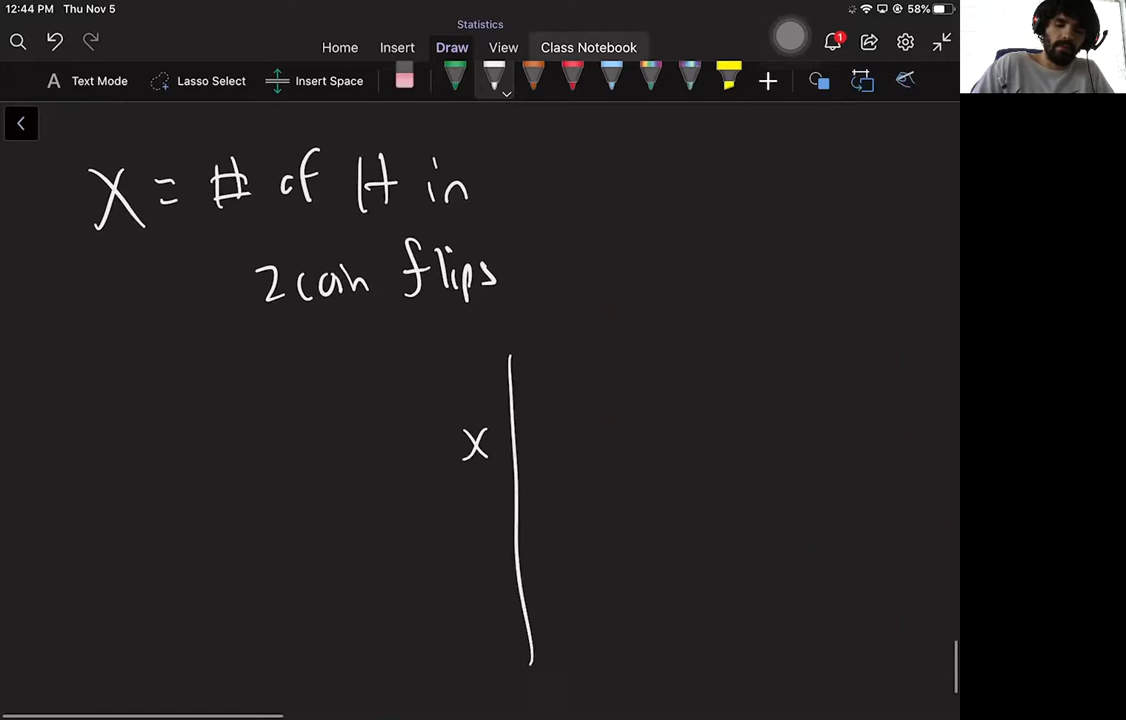 12:44 PM Thu Nov 5
58%
Statistics
Home Insert Draw View Class Notebook
1
A Text Mode Lasso Select Insert Space
X = # of H in
2 coin flips
X